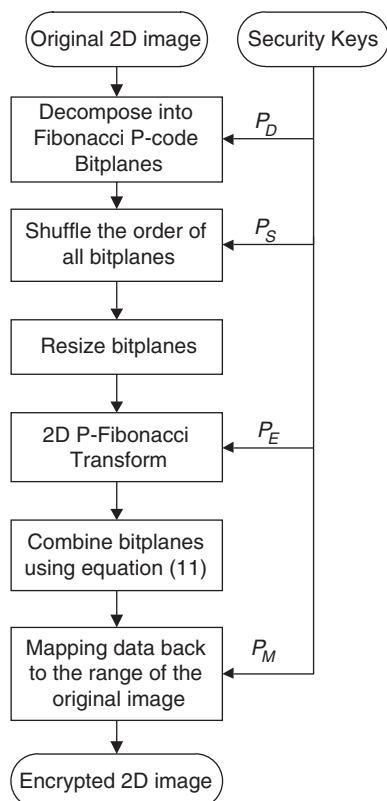 Original 2D image
Security Keys
Decompose into
Fibonacci P-code
Bitplanes
P_D
Shuffle the order of
all bitplanes
P_S
Resize bitplanes
2D P-Fibonacci
Transform
P_E
Combine bitplanes
using equation (11)
Mapping data back
to the range of the
original image
P_M
Encrypted 2D image